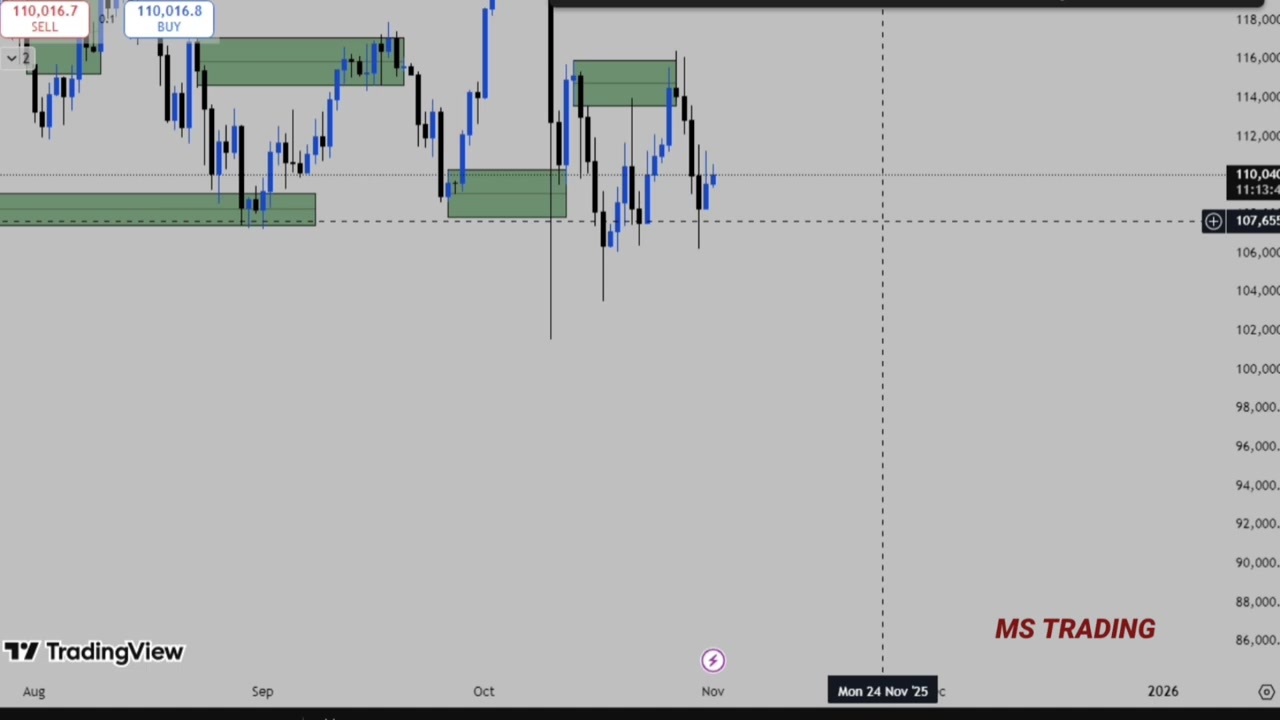 110,016.7
SELL
0.1
110,016.8
BUY
2
118,000
116,000
114,000
112,000
110,040
11:13:4
107,655
106,000
104,000
102,000
100,000
98,000.
96,000.
94,000.
92,000.
90,000.
88,000.
86,000.
MS TRADING
TradingView
Aug
Sep
Oct
Nov
Mon 24 Nov '25
2026